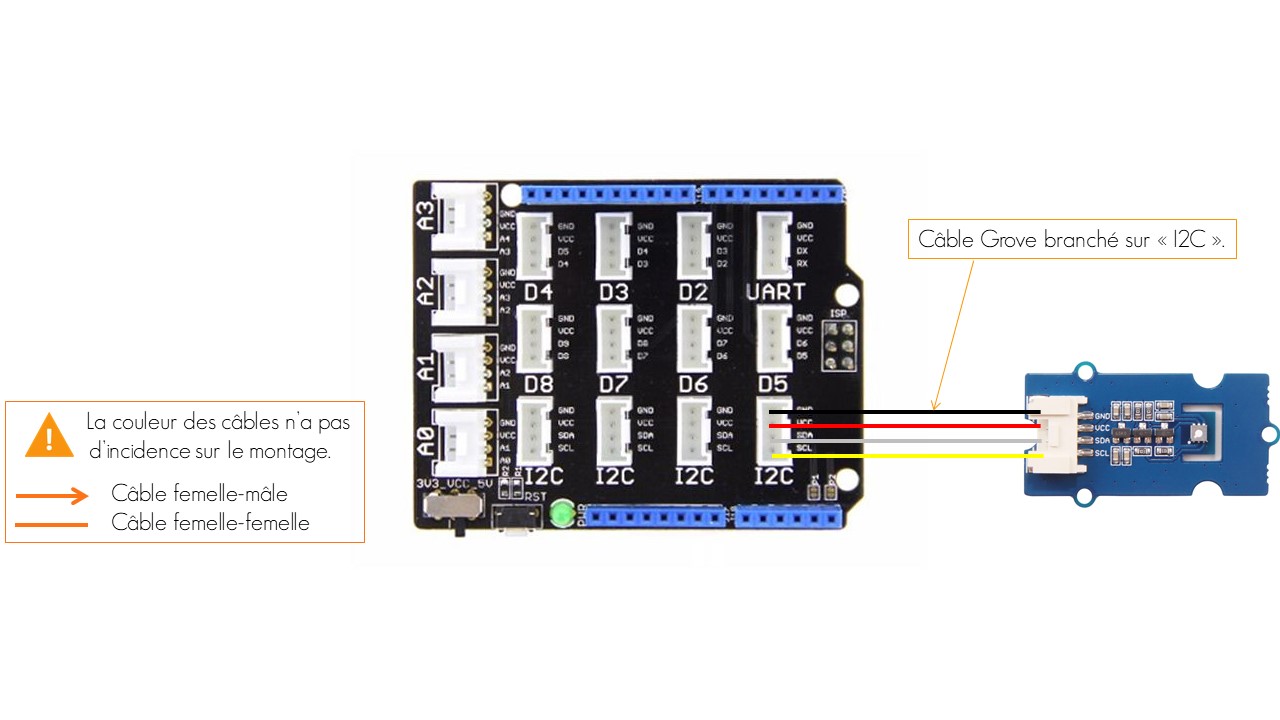 A3
GND
VCC
A4
A3
A2
GND
VCC
A3
A2
A1
GND
VCC
A2
A1
A0
GND
VCC
A1
A0
GND
VCC
D5
D4
D4
GND
VCC
D4
D3
D3
GND
VCC
D3
D2
D2
GND
VCC
DX
RX
UART
GND
VCC
D9
D8
D8
GND
VCC
D8
D7
D7
GND
VCC
D7
D6
D6
GND
VCC
D6
D5
D5
ISP
GND
VCC
SDA
SCL
I2C
GND
VCC
SDA
SCL
I2C
GND
VCC
SDA
SCL
I2C
GND
VCC
SDA
SCL
I2C
3V3 VCC 5V
R2
R1
RST
PWR
P1
P2
Câble Grove branché sur « I2C ».
GND
VCC
SDA
SCL
La couleur des câbles n'a pas
d'incidence sur le montage.
Câble femelle-mâle
Câble femelle-femelle